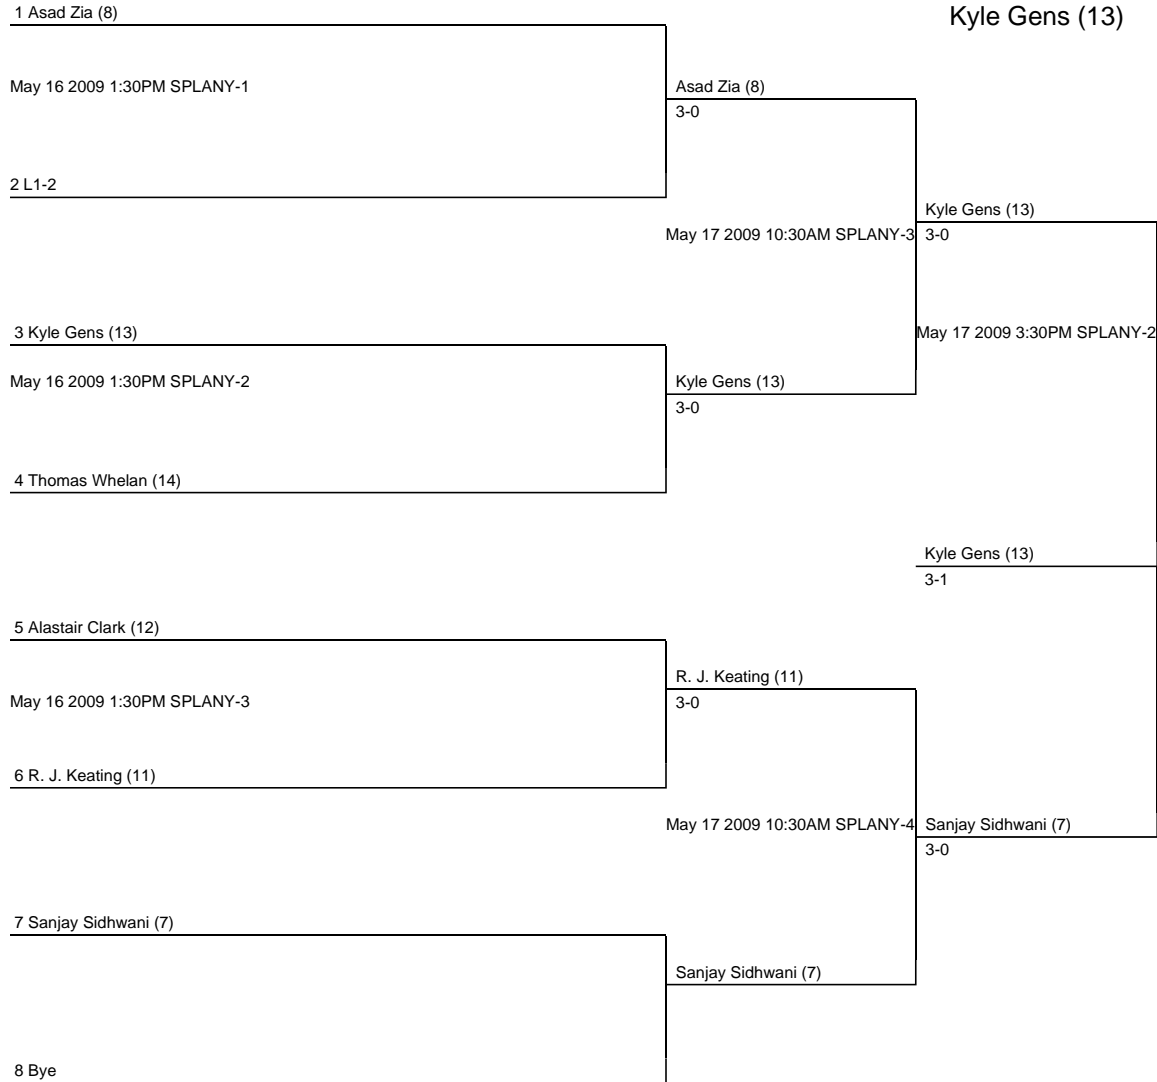 1 Asad Zia (8)
Kyle Gens (13)
May 16 2009 1:30PM SPLANY-1
Asad Zia (8)
3-0
2 L1-2
Kyle Gens (13)
May 17 2009 10:30AM SPLANY-3
3-0
3 Kyle Gens (13)
May 17 2009 3:30PM SPLANY-2
May 16 2009 1:30PM SPLANY-2
Kyle Gens (13)
3-0
4 Thomas Whelan (14)
Kyle Gens (13)
3-1
5 Alastair Clark (12)
R. J. Keating (11)
May 16 2009 1:30PM SPLANY-3
3-0
6 R. J. Keating (11)
May 17 2009 10:30AM SPLANY-4
Sanjay Sidhwani (7)
3-0
7 Sanjay Sidhwani (7)
Sanjay Sidhwani (7)
8 Bye